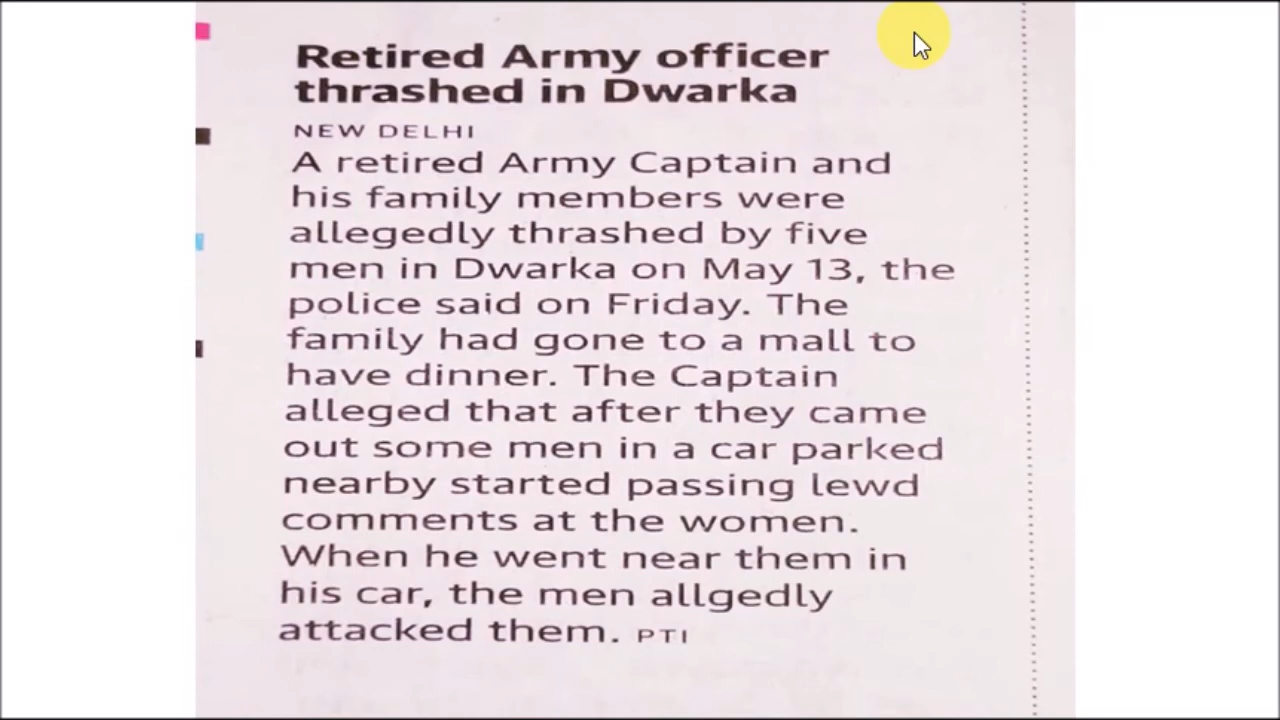 Retired Army officer
thrashed in Dwarka
NEW DELHI
A retired Army Captain and
his family members were
allegedly thrashed by five
men in Dwarka on May 13, the
police said on Friday. The
family had gone to a mall to
have dinner. The Captain
alleged that after they came
out some men in a car parked
nearby started passing lewd
comments at the women.
When he went near them in
his car, the men allgedly
attacked them. PTI